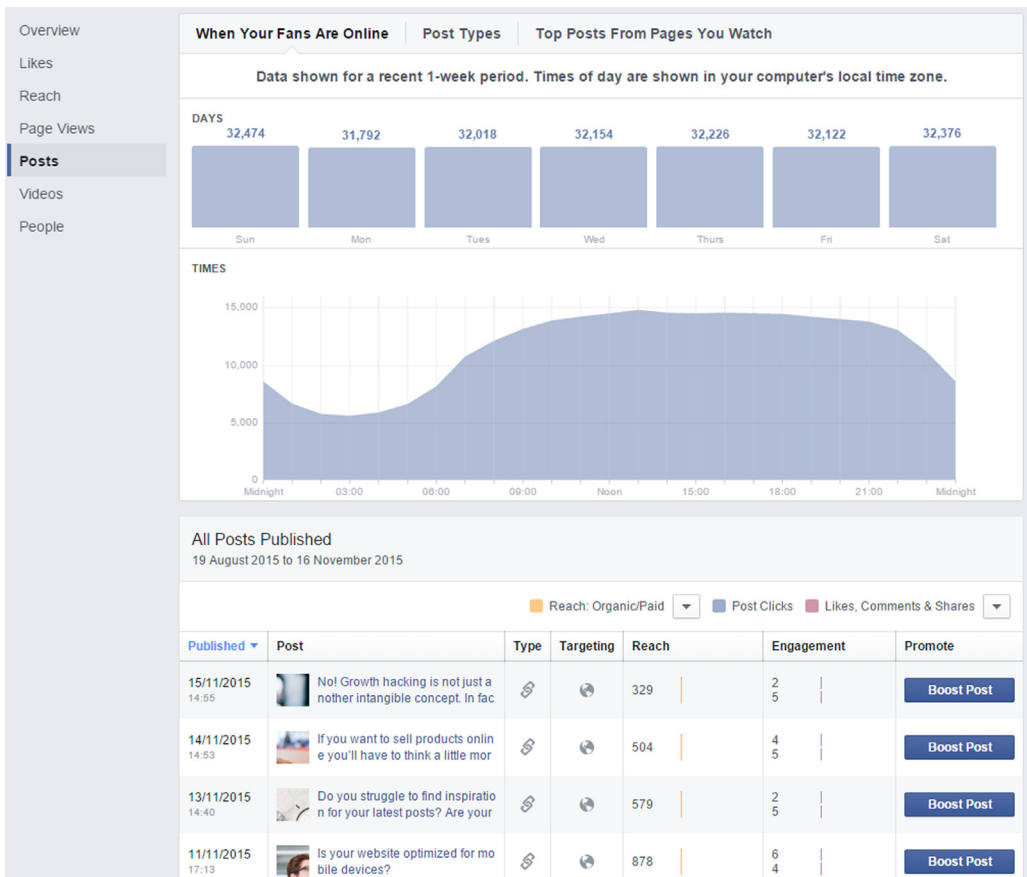 Overview
Likes
Reach
Page Views
Posts
Videos
People
When Your Fans Are Online
Post Types
Top Posts From Pages You Watch
Data shown for a recent 1-week period. Times of day are shown in your computer's local time zone.
DAYS
32,474 31,792 32,018 32,154 32,226 32,122 32,376
Sun Mon Tues Wed Thurs Fri Sat
TIMES
15,000
10,000
5,000
0
Midnight 03:00 06:00 09:00 Noon 15:00 18:00 21:00 Midnight
All Posts Published
19 August 2015 to 16 November 2015
Reach: Organic/Paid Post Clicks Likes, Comments & Shares
Published Post Type Targeting Reach Engagement Promote
15/11/2015
14:55
No! Growth hacking is not just a
nother intangible concept. In fac
329
2
5
Boost Post
14/11/2015
14:53
If you want to sell products onlin
e you'll have to think a little mor
504
4
5
Boost Post
13/11/2015
14:40
Do you struggle to find inspiratio
n for your latest posts? Are your
579
2
5
Boost Post
11/11/2015
17:13
Is your website optimized for mo
bile devices?
878
6
4
Boost Post